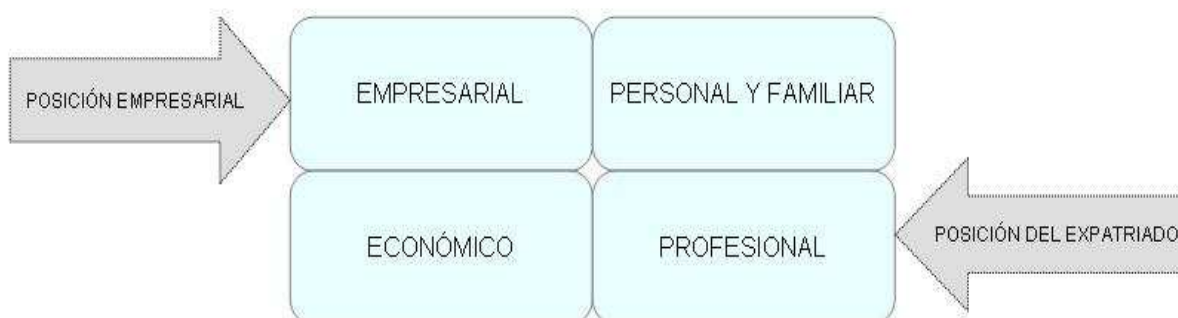 POSICIÓN EMPRESARIAL
EMPRESARIAL
PERSONAL Y FAMILIAR
ECONÓMICO
PROFESIONAL
POSICIÓN DEL EXPATRIADO